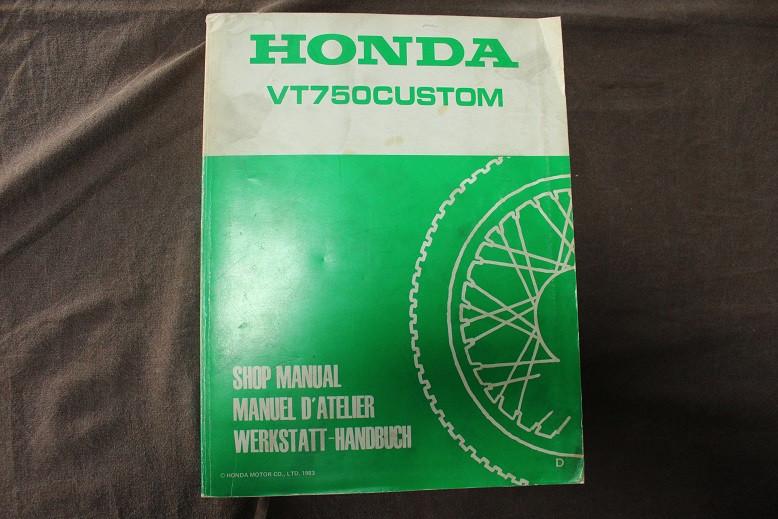 HONDA
VT750CUSTOM
SHOP MANUAL
MANUEL D'ATELIER
WERKSTATT-HANDBUCH
© HONDA MOTOR CO., LTD. 1983
D